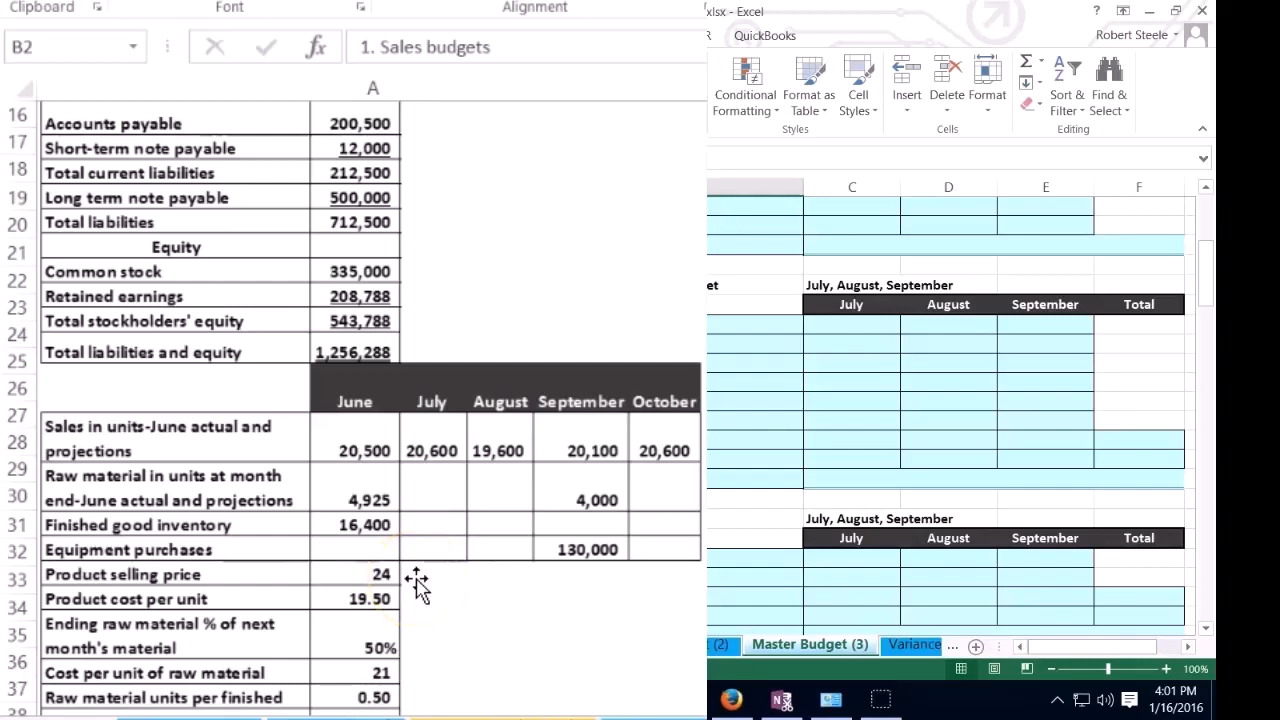 Clipboard
Font
Alignment
B2
fx
1. Sales budgets
A
16
17
18
19
20
21
22
23
24
25
26
27
28
29
30
31
32
33
34
35
36
37
38
Accounts payable 200,500
Short-term note payable 12,000
Total current liabilities 212,500
Long term note payable 500,000
Total liabilities 712,500
Equity
Common stock 335,000
Retained earnings 208,788
Total stockholders' equity 543,788
Total liabilities and equity 1,256,288
June July August September October
Sales in units-June actual and
projections 20,500 20,600 19,600 20,100 20,600
Raw material in units at month
end-June actual and projections 4,925 4,000
Finished good inventory 16,400
Equipment purchases 130,000
Product selling price 24
Product cost per unit 19.50
Ending raw material % of next
month's material 50%
Cost per unit of raw material 21
Raw material units per finished 0.50
xlsx - Excel
?
R QuickBooks
Robert Steele
Conditional Formatting
Format as Table
Cell Styles
Insert
Delete
Format
Sort & Filter
Find & Select
Styles
Cells
Editing
C D E F
et July, August, September
July August September Total
July, August, September
July August September Total
(2) Master Budget (3) Variance ...
100%
4:01 PM
1/16/2016